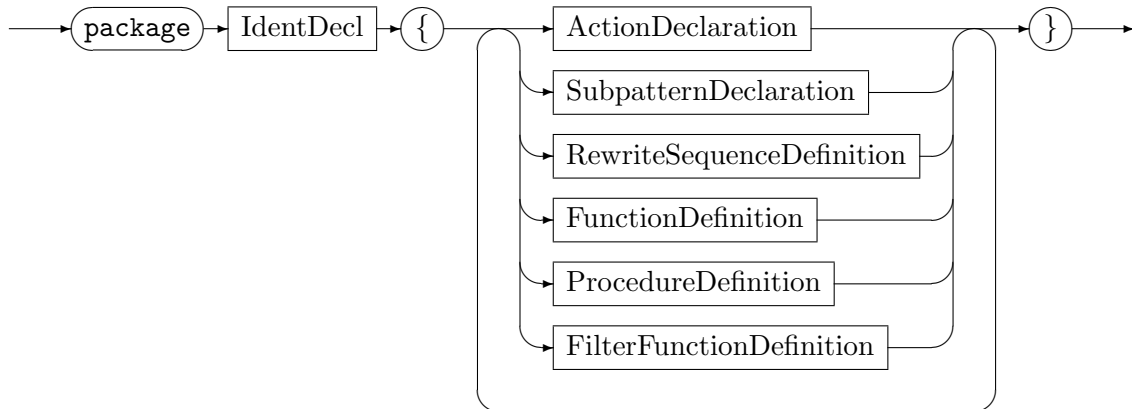 package IdentDecl { ActionDeclaration }
SubpatternDeclaration
RewriteSequenceDefinition
FunctionDefinition
ProcedureDefinition
FilterFunctionDefinition